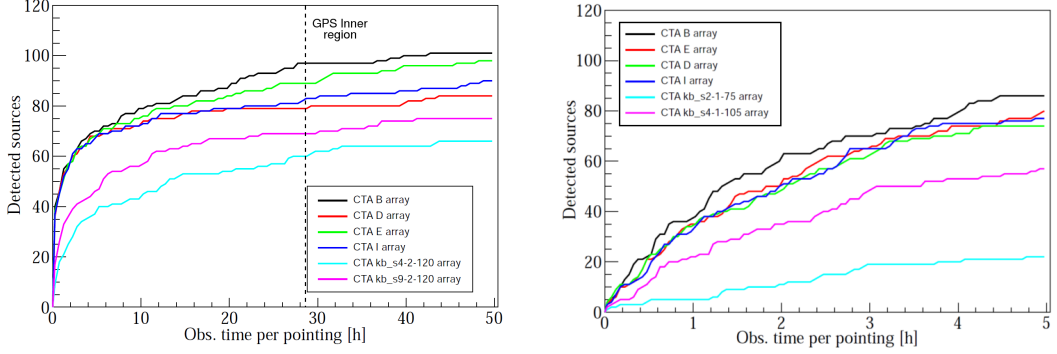 120
100
80
60
40
20
0
Detected sources
GPS Inner
region
CTA B array
CTA D array
CTA E array
CTA I array
CTA kb_s4-2-120 array
CTA kb_s9-2-120 array
0 10 20 30 40 50
Obs. time per pointing [h]
120
100
80
60
40
20
0
Detected sources
CTA B array
CTA E array
CTA D array
CTA I array
CTA kb_s2-1-75 array
CTA kb_s4-1-105 array
0 1 2 3 4 5
Obs. time per pointing [h]